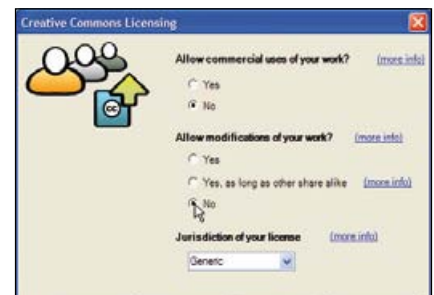 Creative Commons Licensing
Allow commercial uses of your work? (more info)
Yes
No
cc
Allow modifications of your work? (more info)
Yes
Yes, as long as other share alike (more info)
No
Jurisdiction of your license (more info)
Generic